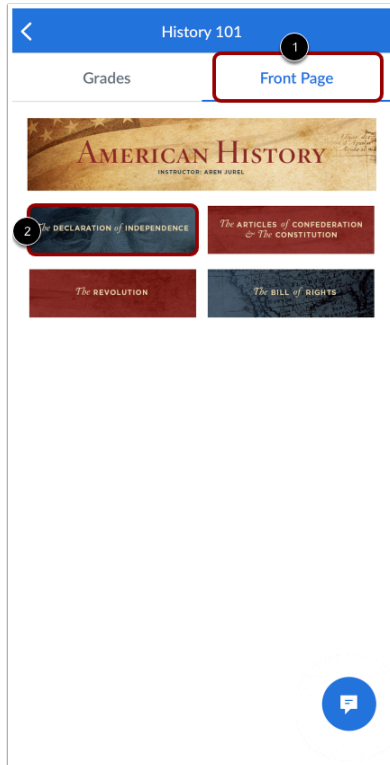 History 101
1
Grades
Front Page
AMERICAN HISTORY
INSTRUCTOR: AREN JUREL
2
The DECLARATION of INDEPENDENCE
The ARTICLES of CONFEDERATION
& The CONSTITUTION
The REVOLUTION
The BILL of RIGHTS